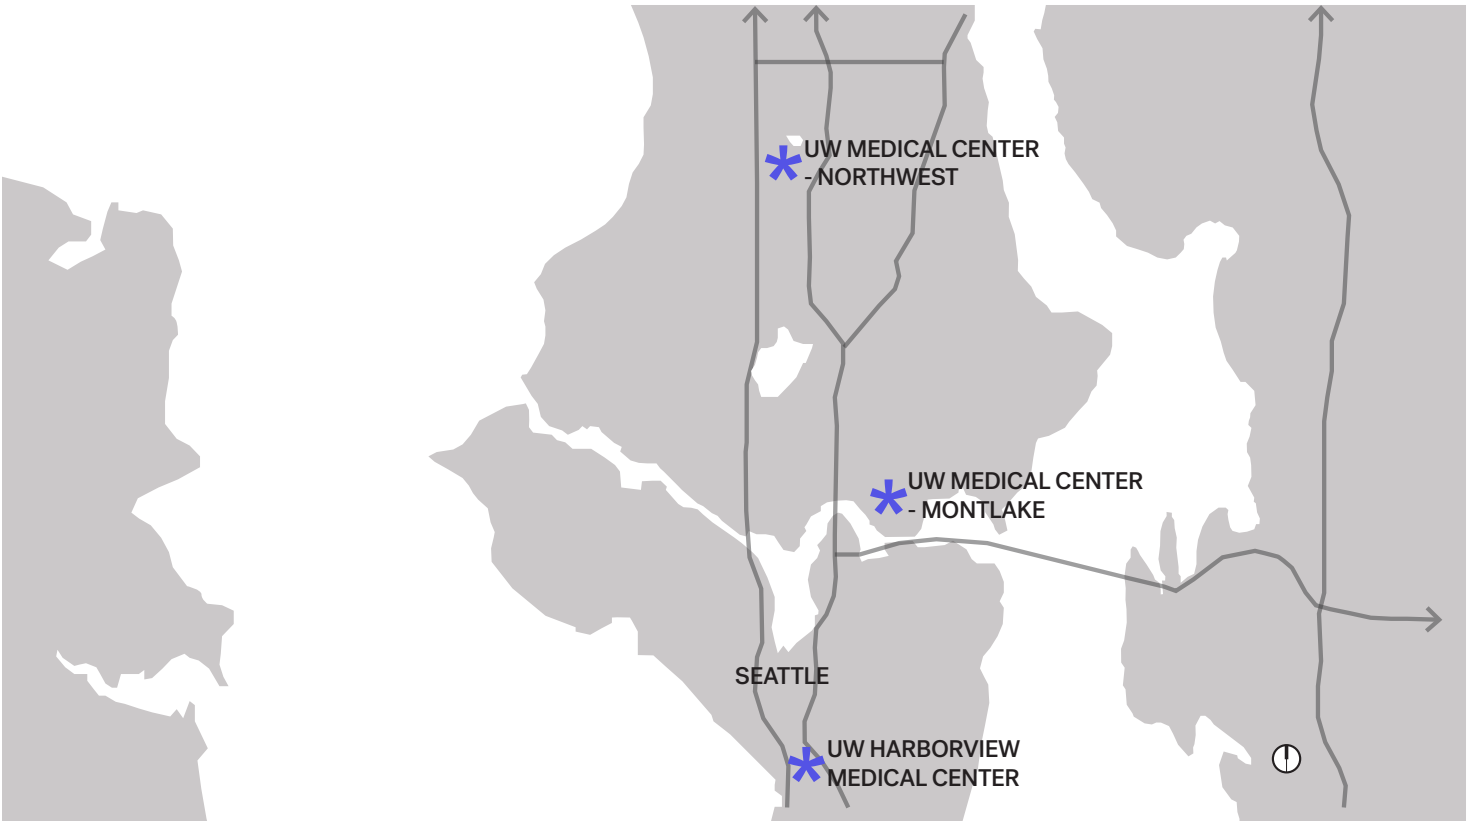 UW MEDICAL CENTER
- NORTHWEST
UW MEDICAL CENTER
- MONTLAKE
SEATTLE
UW HARBORVIEW
MEDICAL CENTER